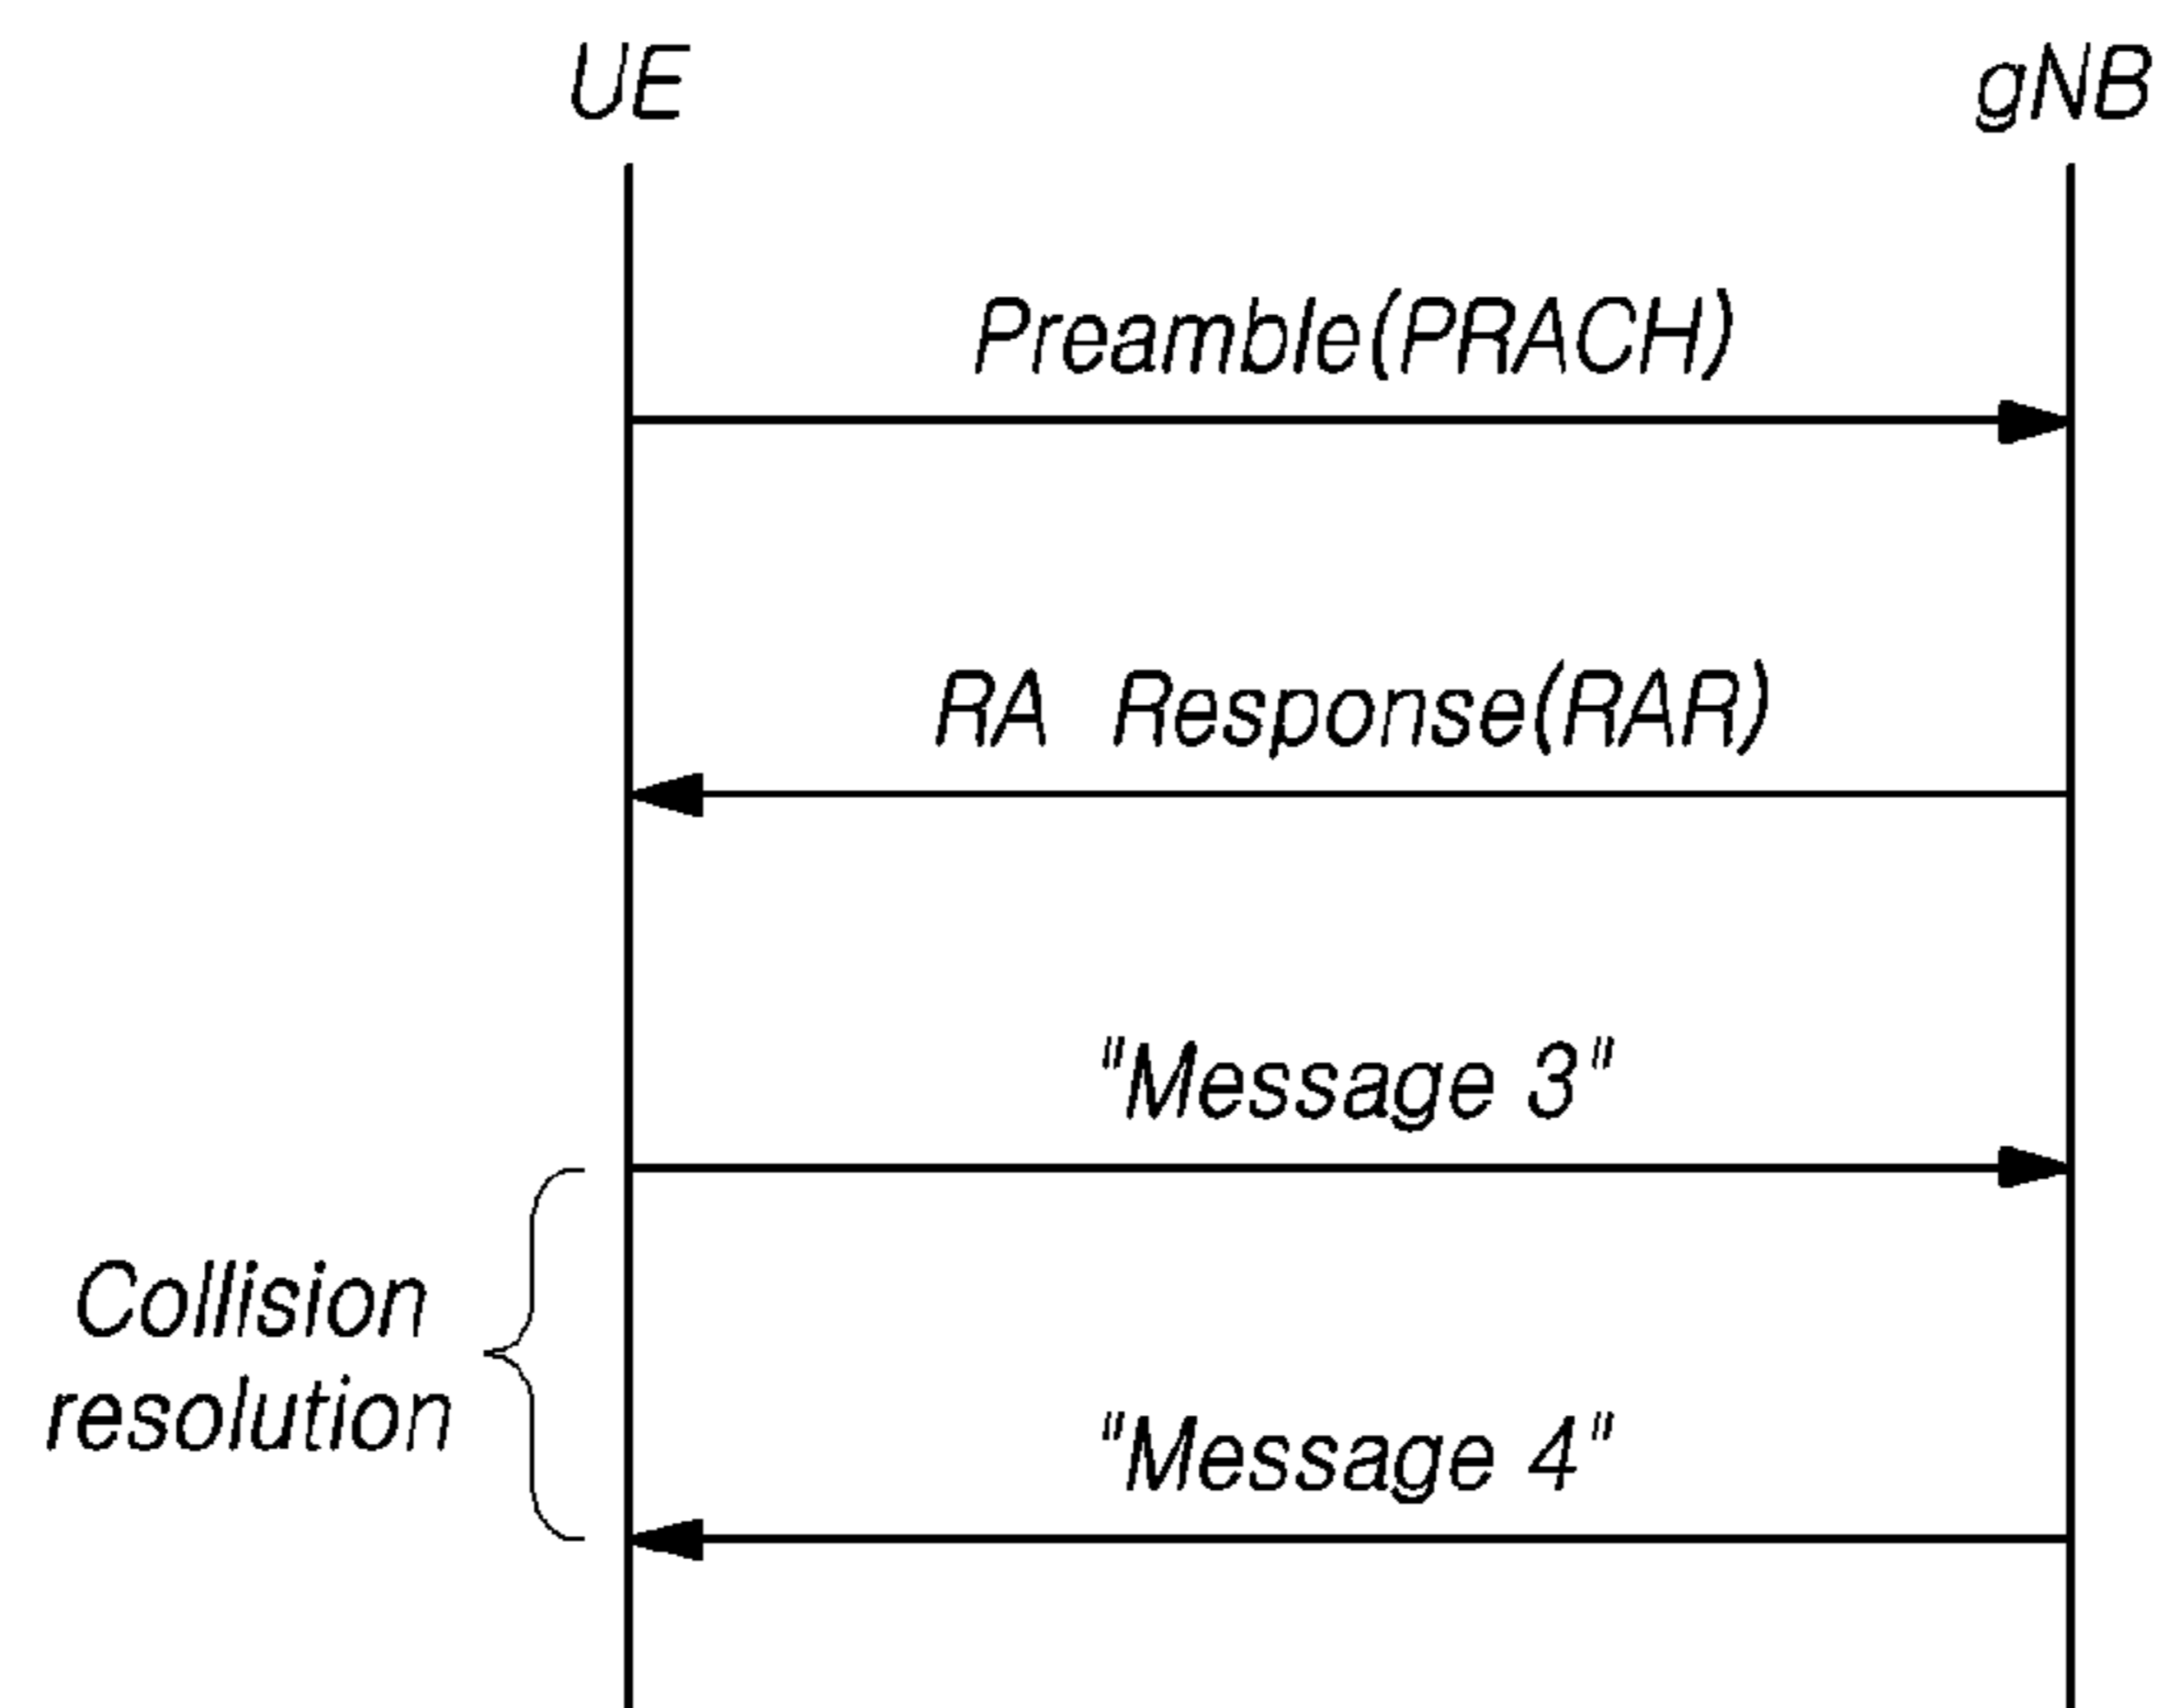 UE
gNB
Preamble(PRACH)
RA Response(RAR)
"Message 3"
Collision
resolution
"Message 4"